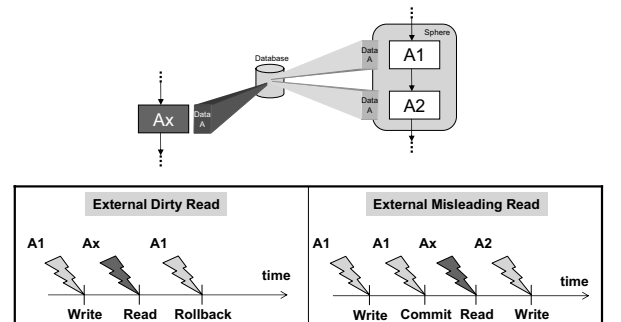 Sphere
Database
Data
A
A1
Ax
Data
A
Data
A
A2
External Dirty Read
External Misleading Read
A1 Ax A1
A1 A1 Ax A2
time
time
Write Read Rollback
Write Commit Read Write